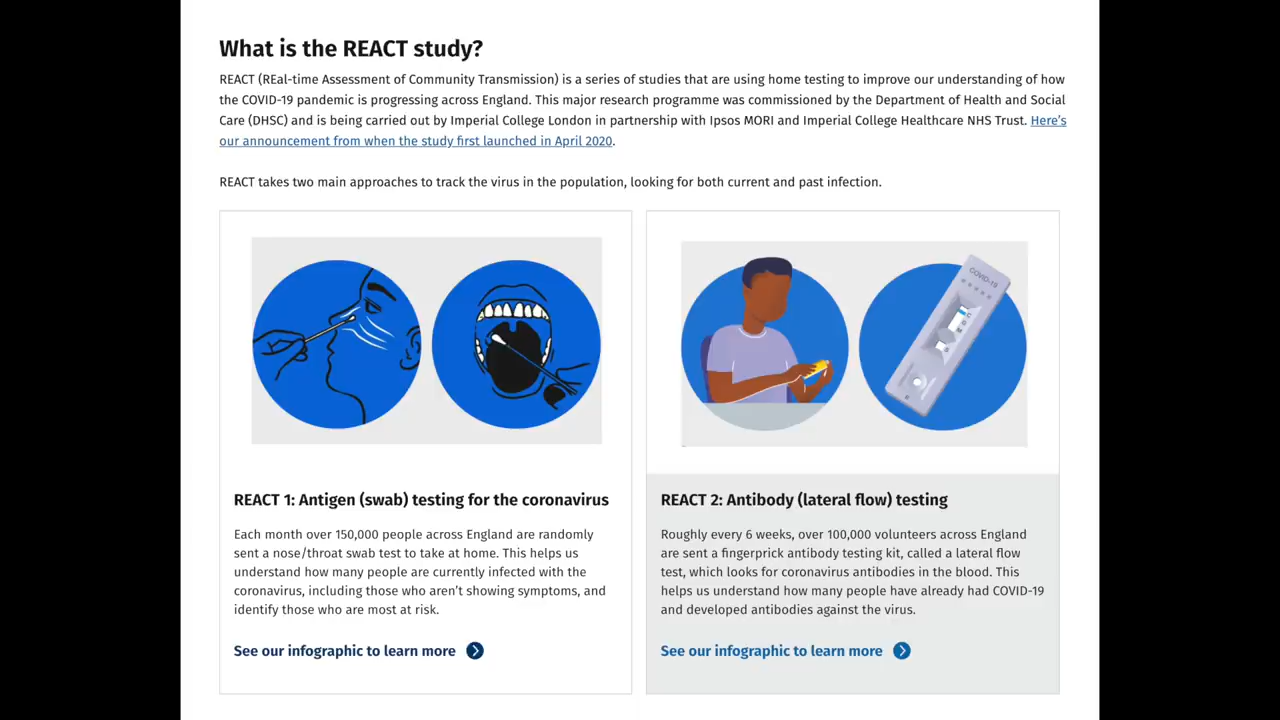 What is the REACT study?
REACT (REal-time Assessment of Community Transmission) is a series of studies that are using home testing to improve our understanding of how
the COVID-19 pandemic is progressing across England. This major research programme was commissioned by the Department of Health and Social
Care (DHSC) and is being carried out by Imperial College London in partnership with Ipsos MORI and Imperial College Healthcare NHS Trust. Here's
our announcement from when the study first launched in April 2020.
REACT takes two main approaches to track the virus in the population, looking for both current and past infection.
COVID-19
C
REACT 1: Antigen (swab) testing for the coronavirus
Each month over 150,000 people across England are randomly
sent a nose/throat swab test to take at home. This helps us
understand how many people are currently infected with the
coronavirus, including those who aren't showing symptoms, and
identify those who are most at risk.
See our infographic to learn more
REACT 2: Antibody (lateral flow) testing
Roughly every 6 weeks, over 100,000 volunteers across England
are sent a fingerprick antibody testing kit, called a lateral flow
test, which looks for coronavirus antibodies in the blood. This
helps us understand how many people have already had COVID-19
and developed antibodies against the virus.
See our infographic to learn more